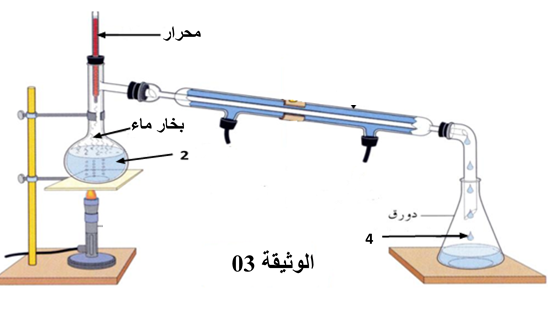 محرار
بخار ماء
2
دورق
4
الوثيقة 03